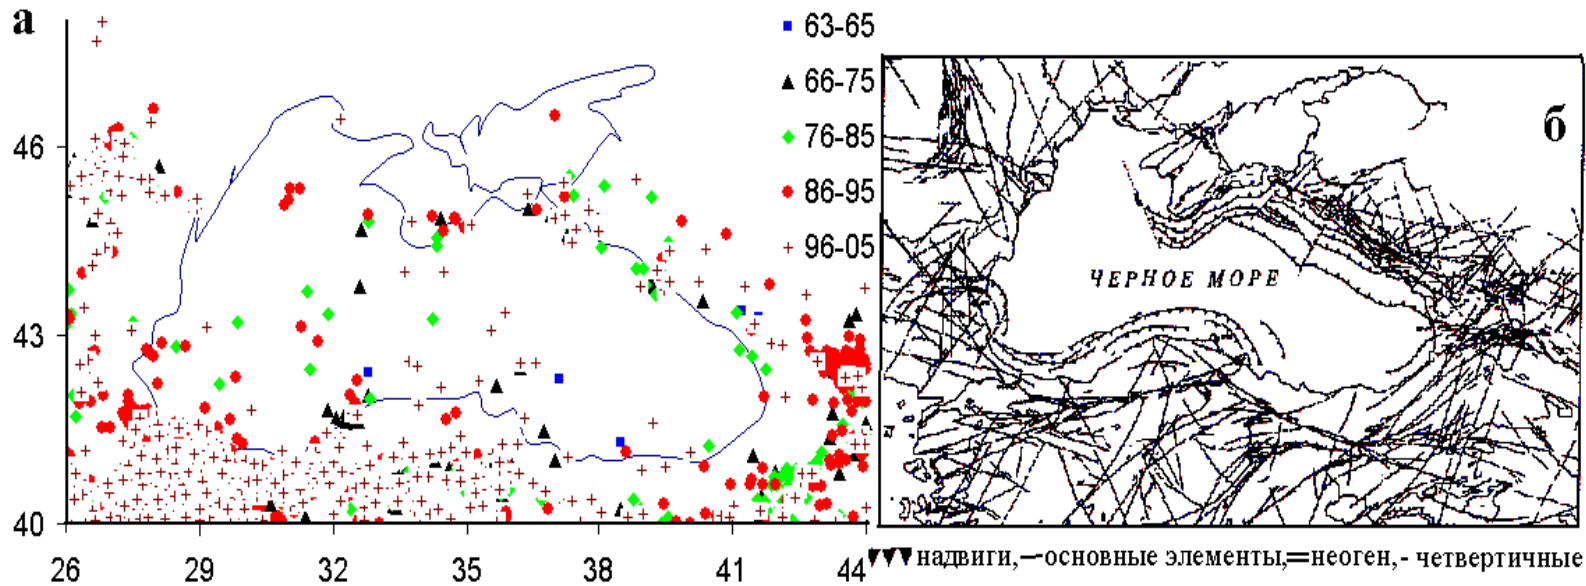 а
63-65
66-75
76-85
86-95
96-05
46
43
40
26 29 32 35 38 41 44
б
ЧЕРНОЕ МОРЕ
надвиги,—основные элементы,=неоген,- четвертичные